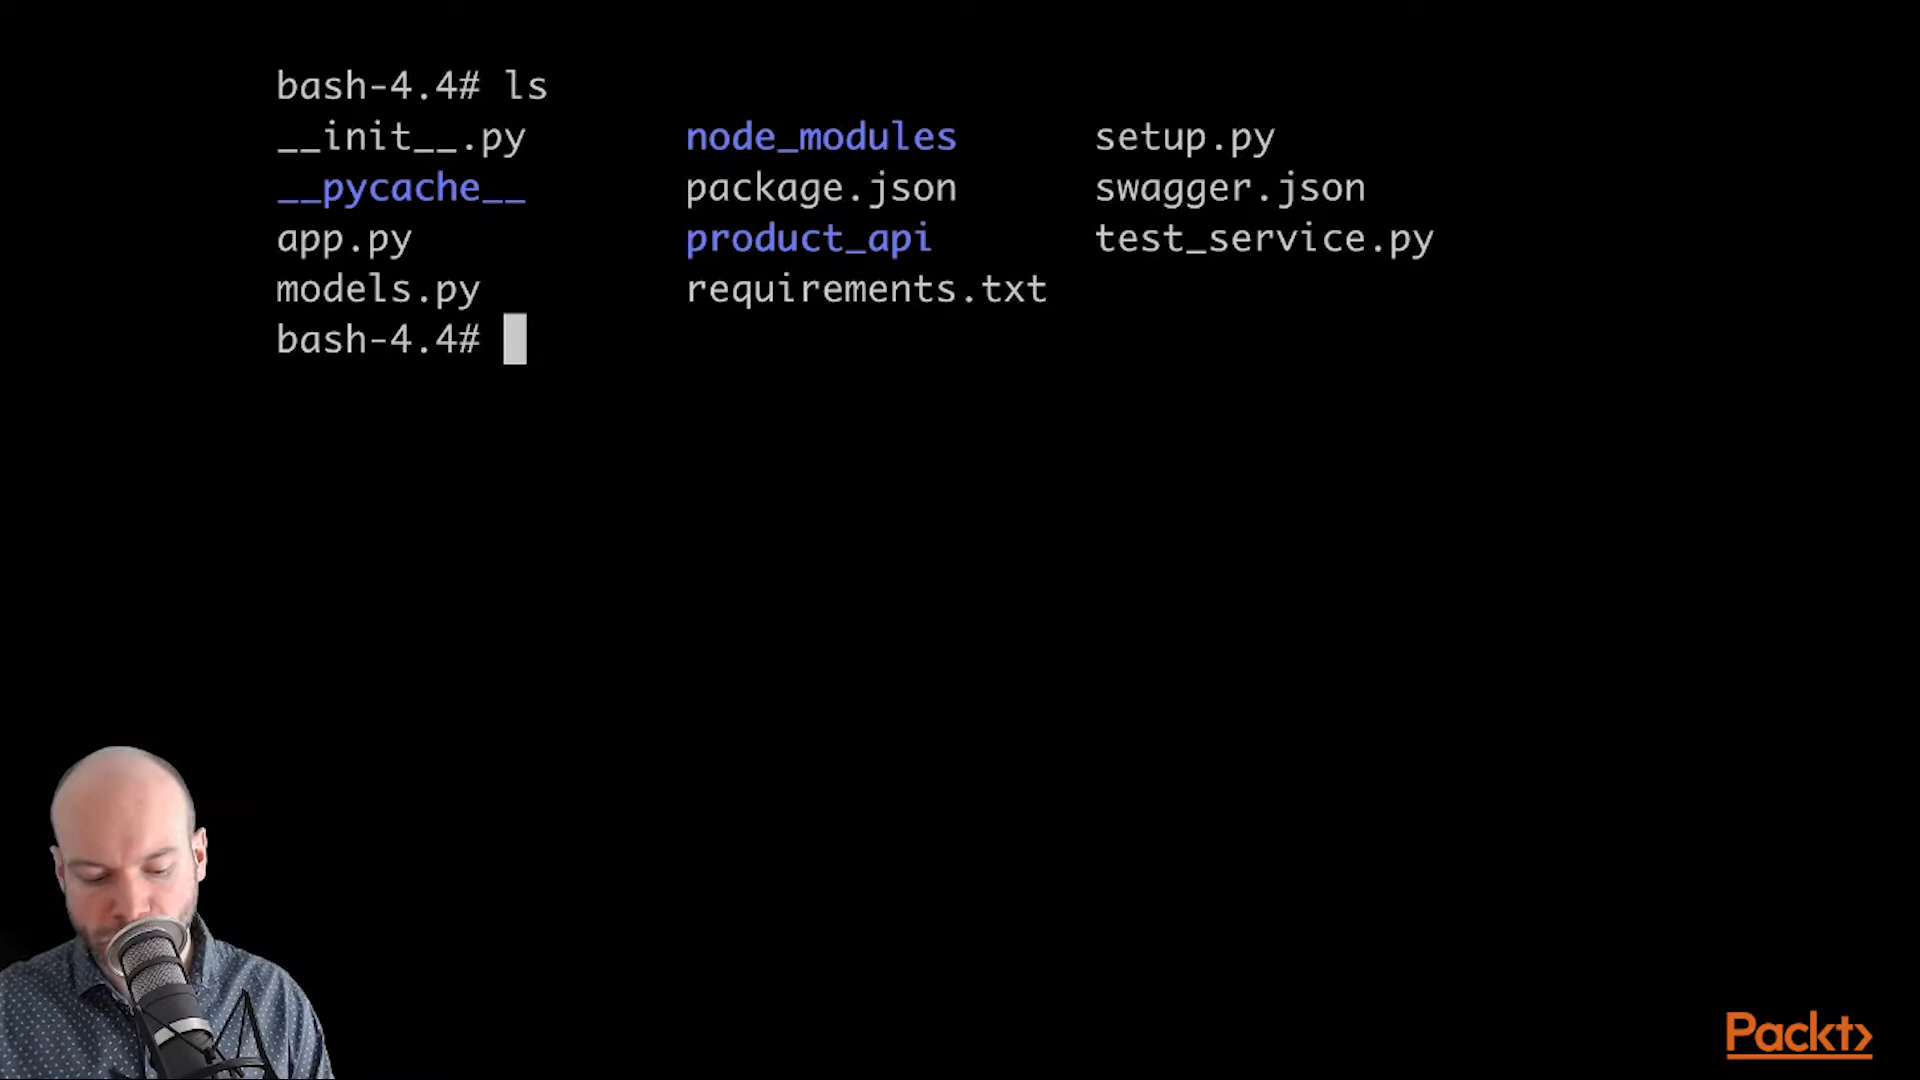 bash-4.4# ls
__init__.py node_modules setup.py
__pycache__ package.json swagger.json
app.py product_api test_service.py
models.py requirements.txt
bash-4.4#
Packt>